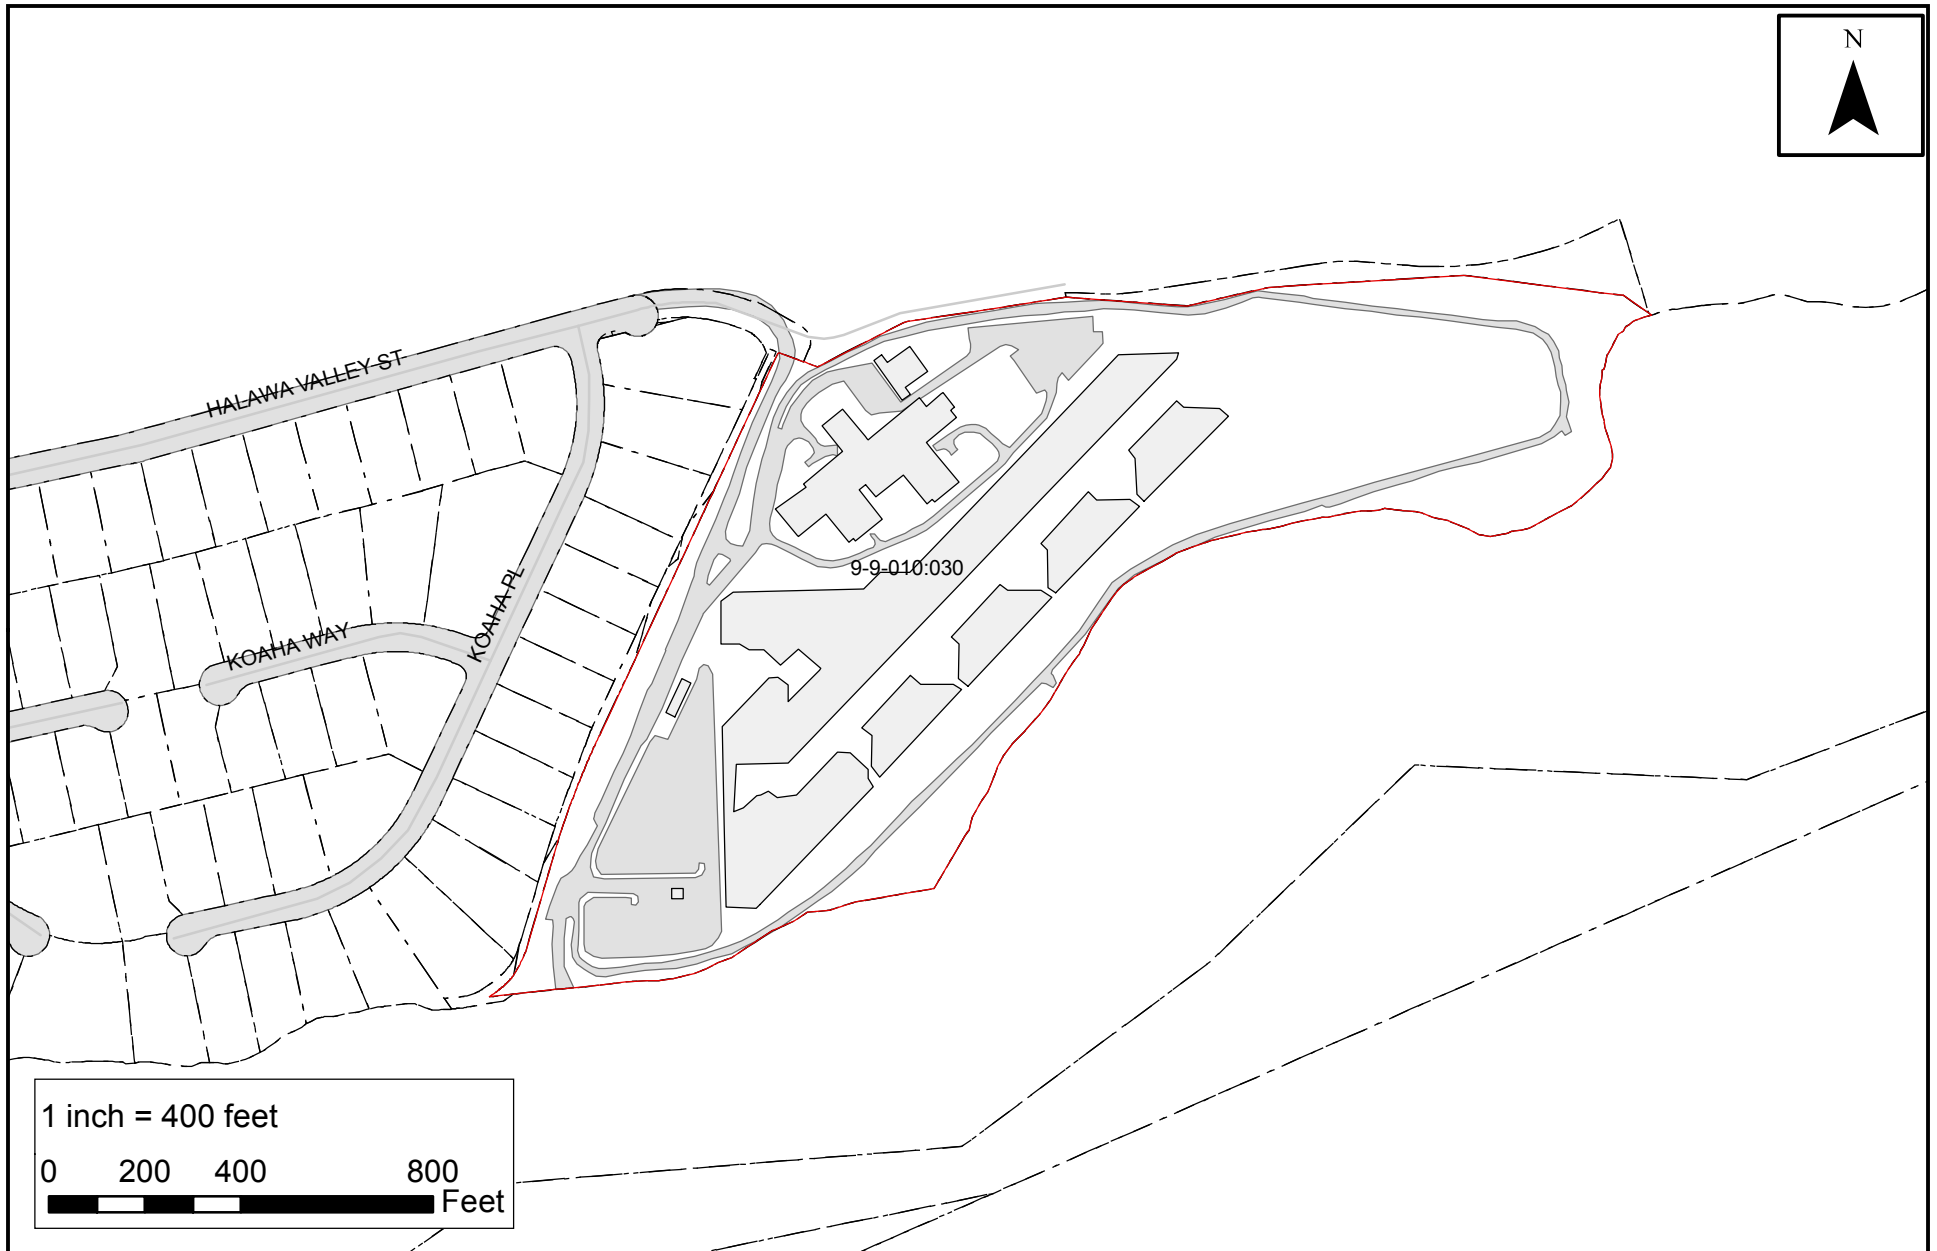 N
HALAWA VALLEY ST
KOAHA PL
KOAHA WAY
9-9-010:030
1 inch = 400 feet
0 200 400 800
Feet